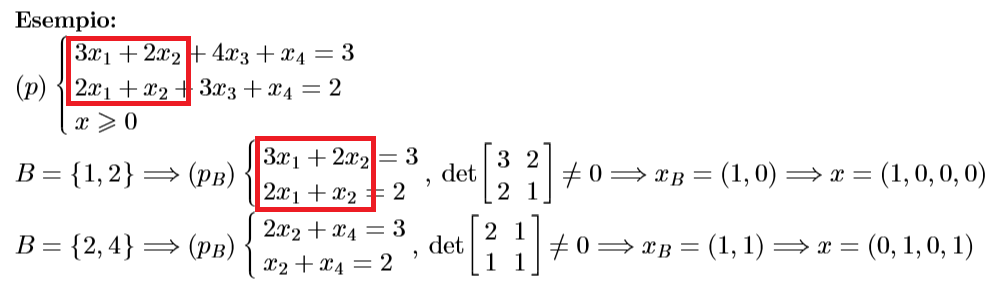 Esempio:
(p) { 3x₁ + 2x₂ + 4x₃ + x₄ = 3
2x₁ + x₂ + 3x₃ + x₄ = 2
x ⩾ 0
B = {1, 2} ⟹ (p_B) { 3x₁ + 2x₂ = 3 , det [ 3 2 ] ≠ 0 ⟹ x_B = (1, 0) ⟹ x = (1, 0, 0, 0)
2x₁ + x₂ = 2 [ 2 1 ]
B = {2, 4} ⟹ (p_B) { 2x₂ + x₄ = 3 , det [ 2 1 ] ≠ 0 ⟹ x_B = (1, 1) ⟹ x = (0, 1, 0, 1)
x₂ + x₄ = 2 [ 1 1 ]